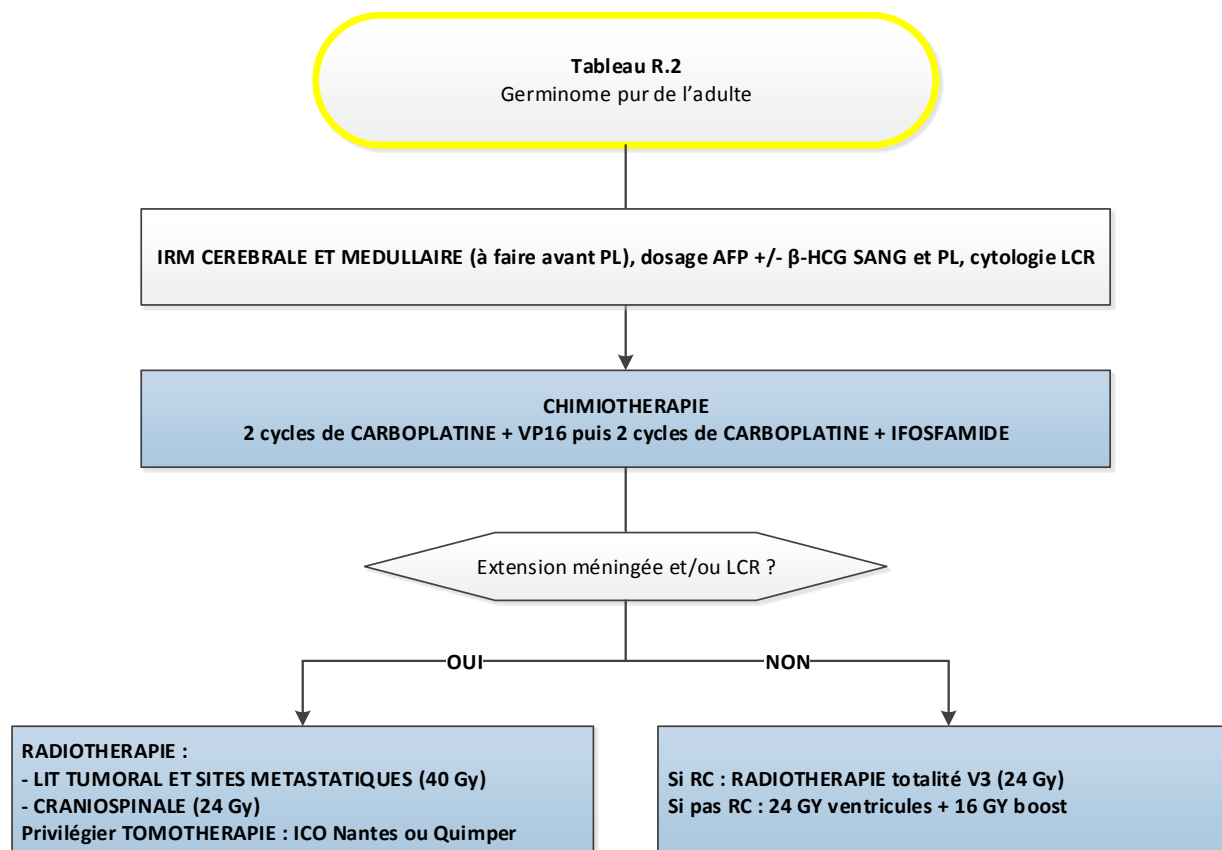 Tableau R.2
Germinome pur de l’adulte
IRM CEREBRALE ET MEDULLAIRE (à faire avant PL), dosage AFP +/- β-HCG SANG et PL, cytologie LCR
CHIMIOTHERAPIE
2 cycles de CARBOPLATINE + VP16 puis 2 cycles de CARBOPLATINE + IFOSFAMIDE
Extension méningée et/ou LCR ?
OUI
NON
RADIOTHERAPIE :
- LIT TUMORAL ET SITES METASTATIQUES (40 Gy)
- CRANIOSPINALE (24 Gy)
Privilégier TOMOTHERAPIE : ICO Nantes ou Quimper
Si RC : RADIOTHERAPIE totalité V3 (24 Gy)
Si pas RC : 24 GY ventricules + 16 GY boost